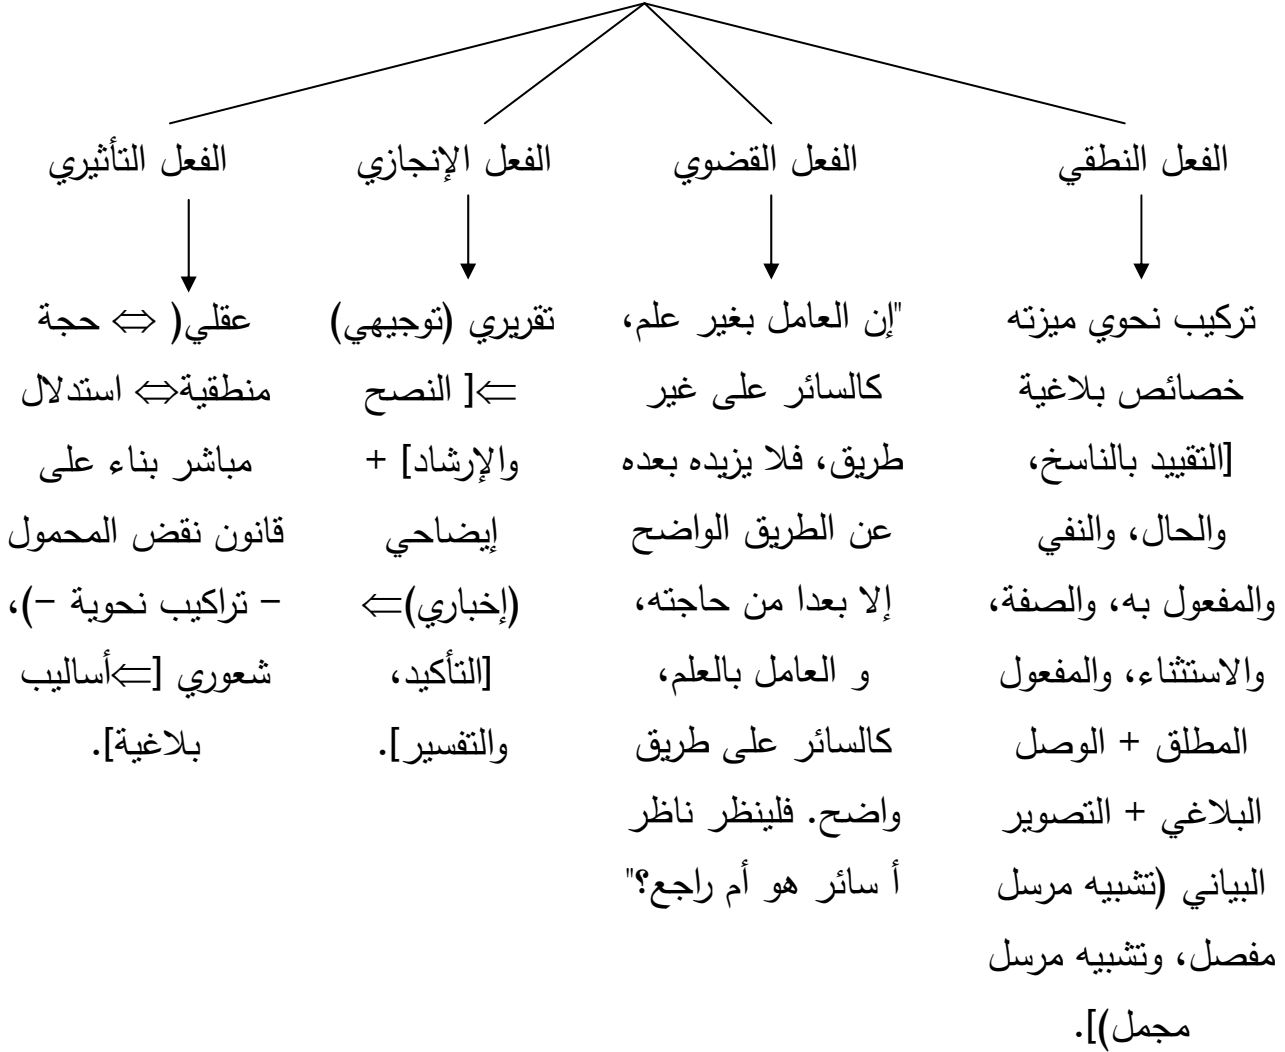 الفعل النطقي
تركيب نحوي ميزته
خصائص بلاغية
[التقييد بالناسخ،
والحال، والنفي
والمفعول به، والصفة،
والاستثناء، والمفعول
المطلق + الوصل
البلاغي + التصوير
البياني (تشبيه مرسل
مفصل، وتشبيه مرسل
مجمل)].
الفعل القضوي
"إن العامل بغير علم،
كالسائر على غير
طريق، فلا يزيده بعده
عن الطريق الواضح
إلا بعدا من حاجته،
و العامل بالعلم،
كالسائر على طريق
واضح. فلينظر ناظر
أ سائر هو أم راجع؟"
الفعل الإنجازي
تقريري (توجيهي)
⇐[ النصح
والإرشاد] +
إيضاحي
(إخباري)⇐
[التأكيد،
والتفسير].
الفعل التأثيري
عقلي( ⇔ حجة
منطقية⇔ استدلال
مباشر بناء على
قانون نقض المحمول
– تراكيب نحوية –)،
شعوري [⇐أساليب
بلاغية].